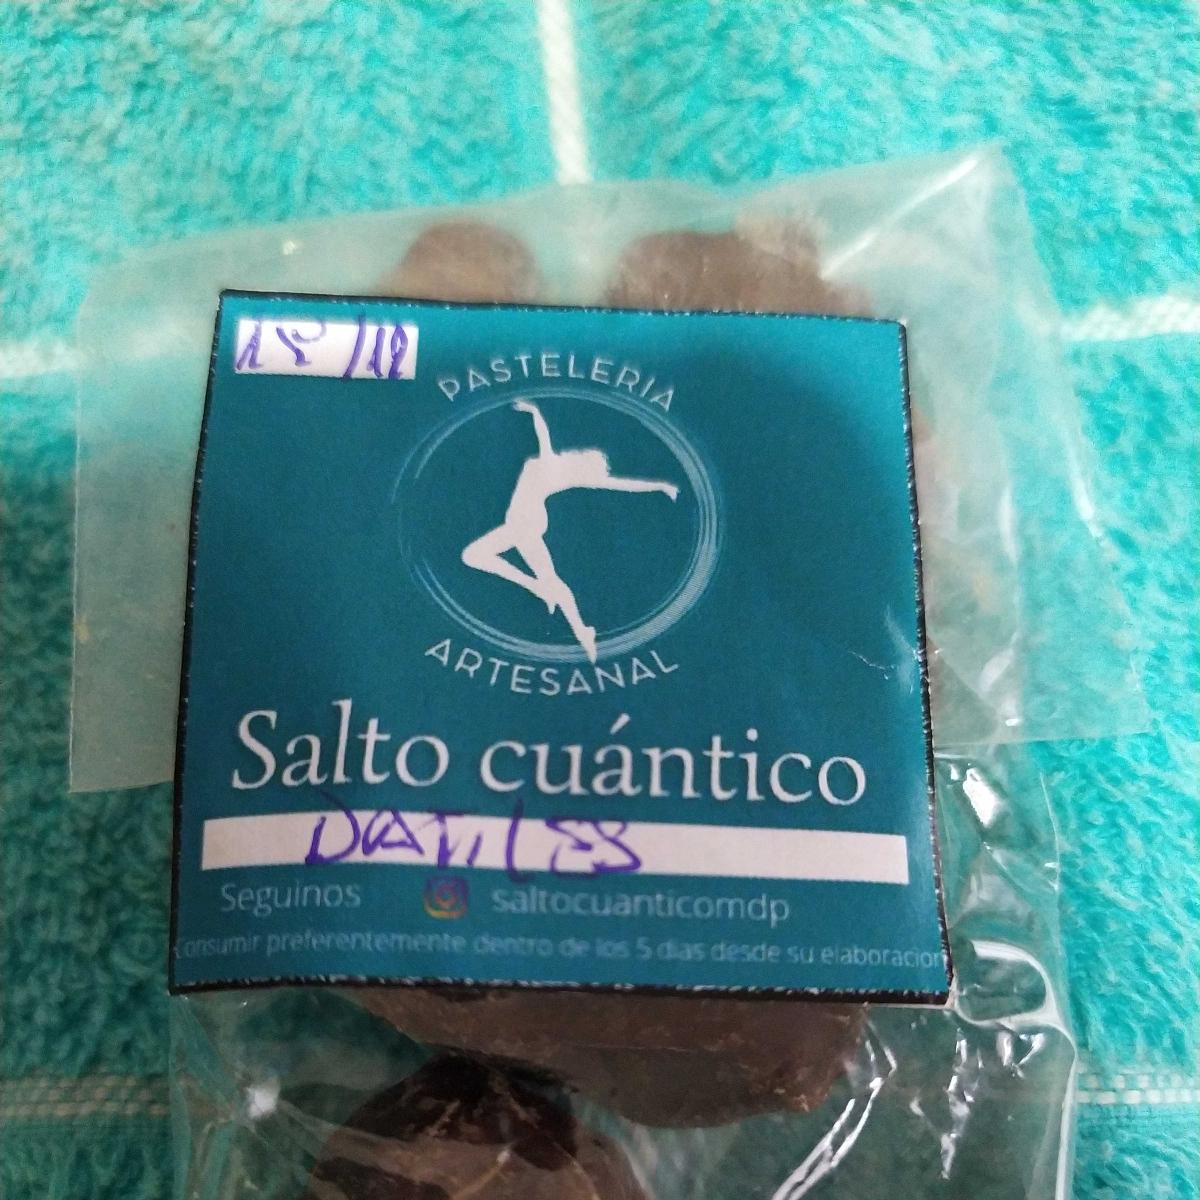 15/12
PASTELERIA
ARTESANAL
Salto cuántico
DATILES
Seguinos saltocuanticomdp
Consumir preferentemente dentro de los 5 dias desde su elaboracion